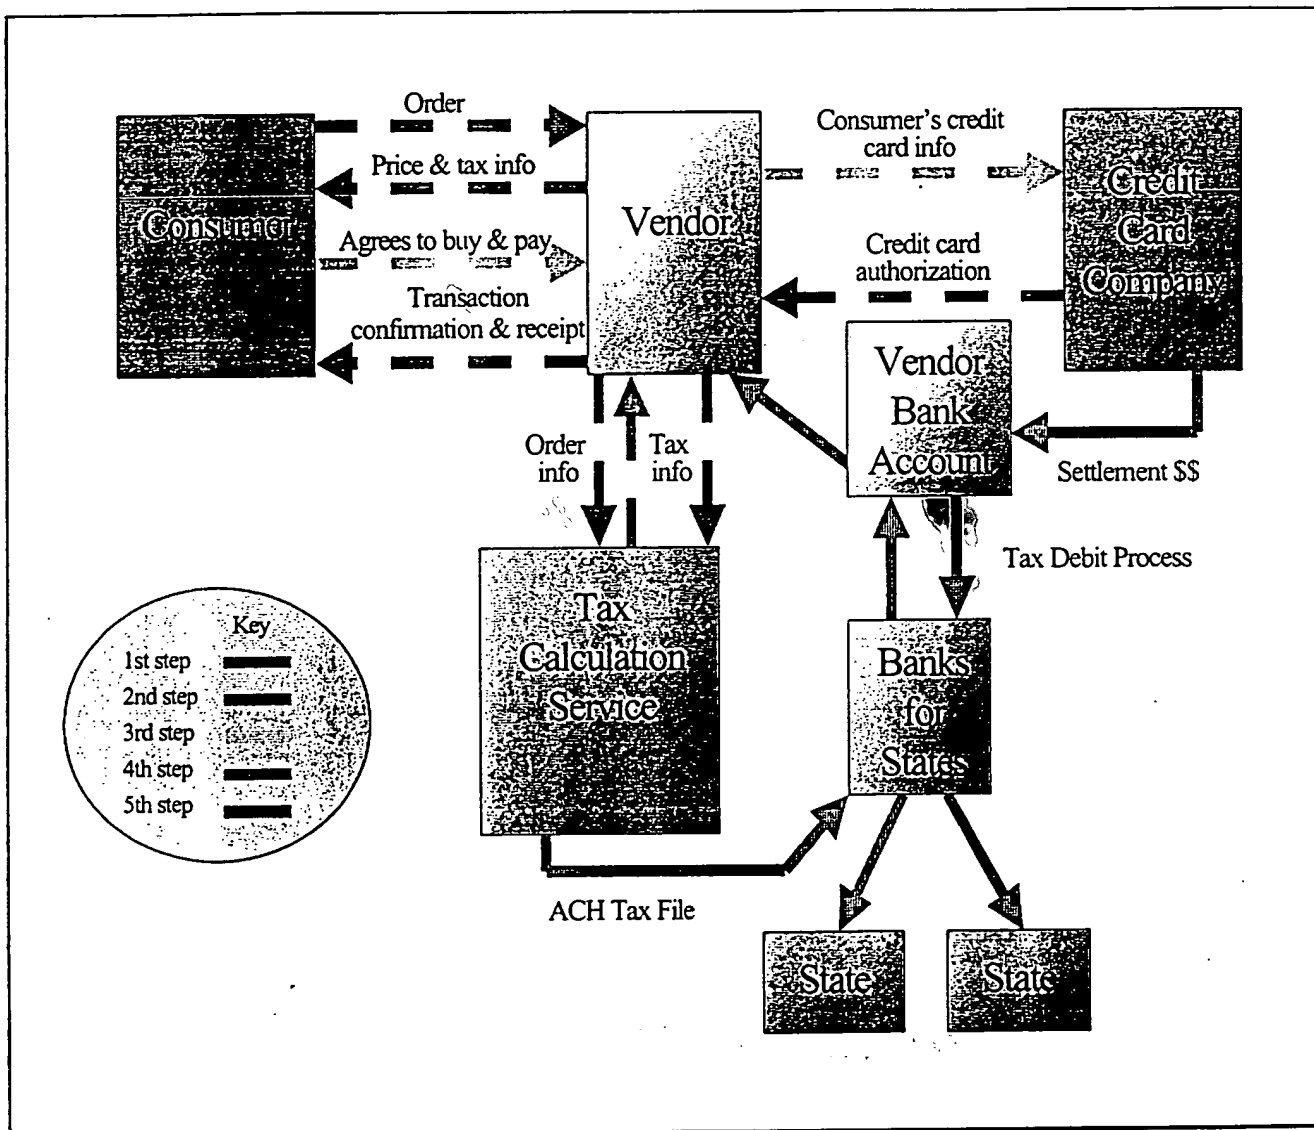 Order
Price & tax info
Consumer
Agrees to buy & pay
Transaction
confirmation & receipt
Vendor
Consumer's credit
card info
Credit card
authorization
Credit
Card
Company
Vendor
Bank
Account
Settlement $$
Order
info
Tax
info
Tax Debit Process
Tax
Calculation
Service
Banks
for
States
Key
1st step
2nd step
3rd step
4th step
5th step
ACH Tax File
State
State